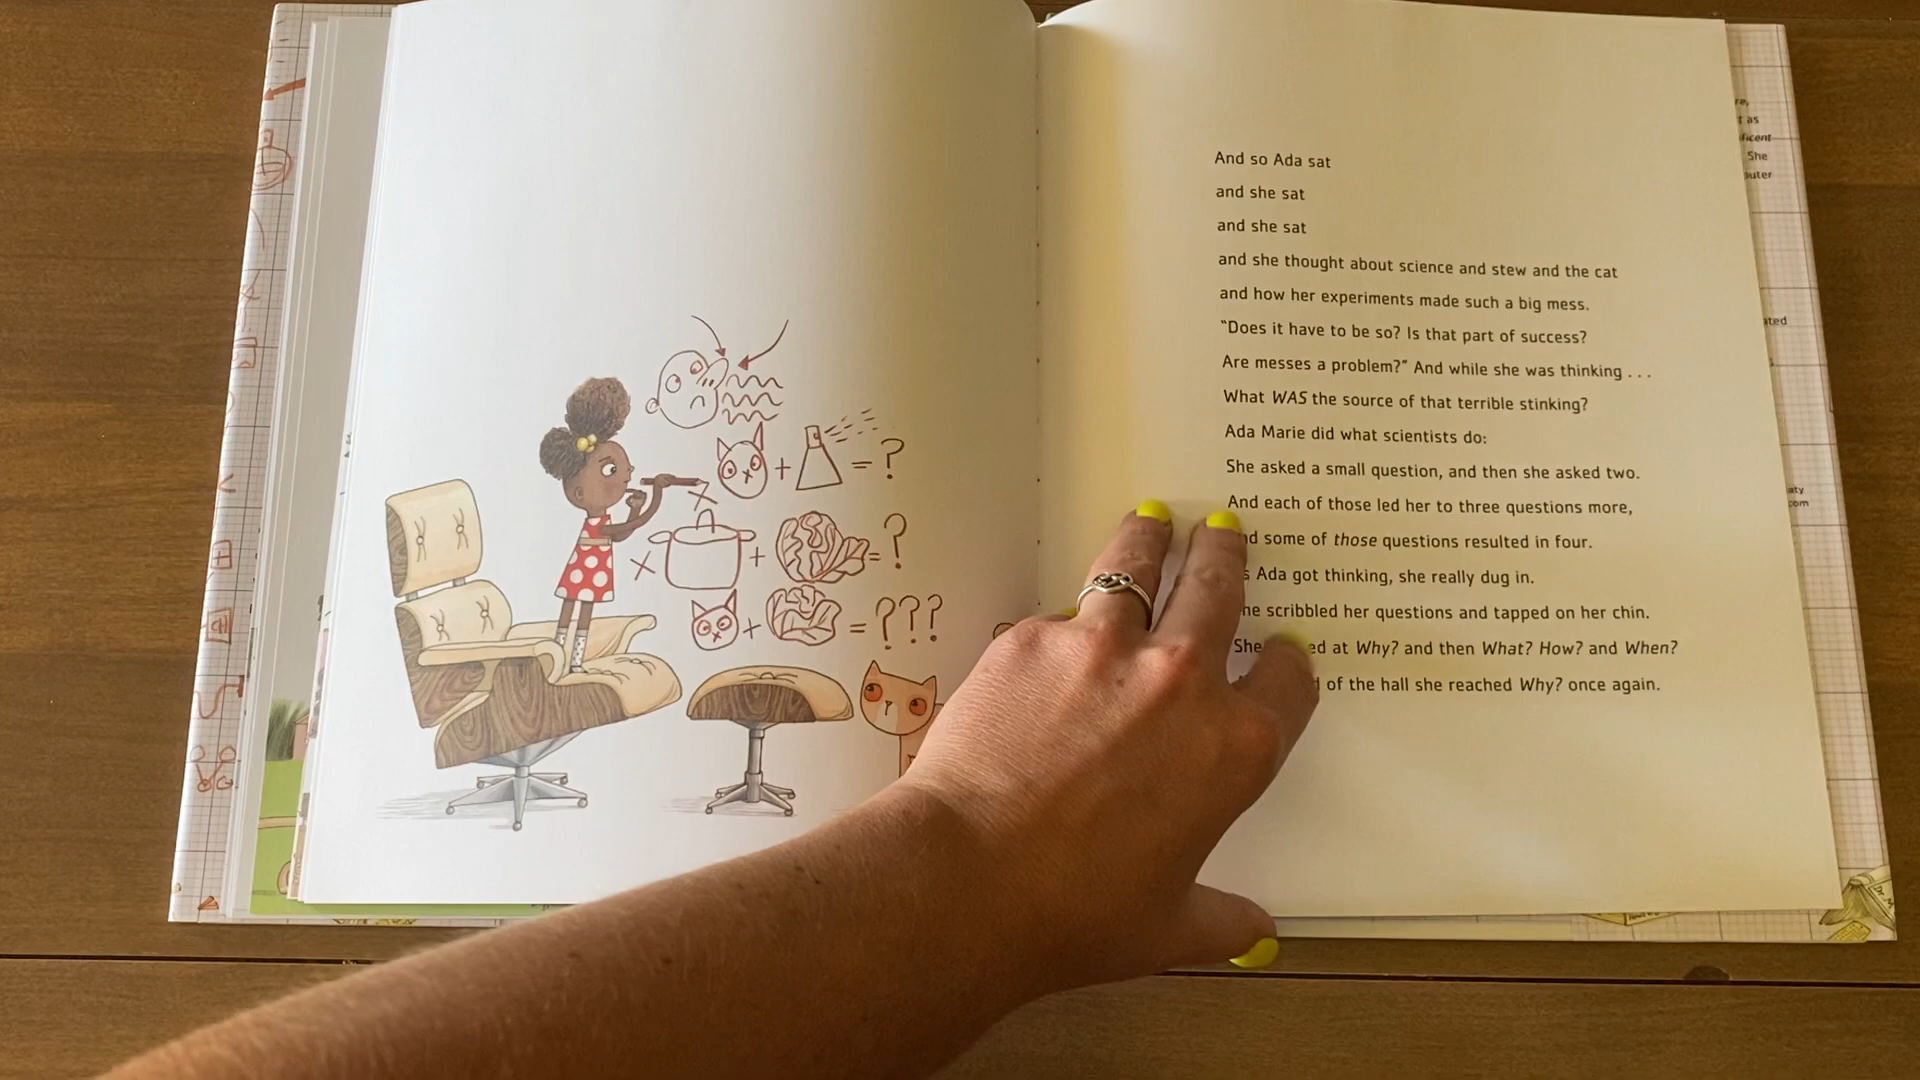 + = ?
x
x + = ?
+ = ???
And so Ada sat
and she sat
and she sat
and she thought about science and stew and the cat
and how her experiments made such a big mess.
“Does it have to be so? Is that part of success?
Are messes a problem?” And while she was thinking . . .
What WAS the source of that terrible stinking?
Ada Marie did what scientists do:
She asked a small question, and then she asked two.
And each of those led her to three questions more,
some of those questions resulted in four.
Ada got thinking, she really dug in.
scribbled her questions and tapped on her chin.
She at Why? and then What? How? and When?
of the hall she reached Why? once again.
as
She